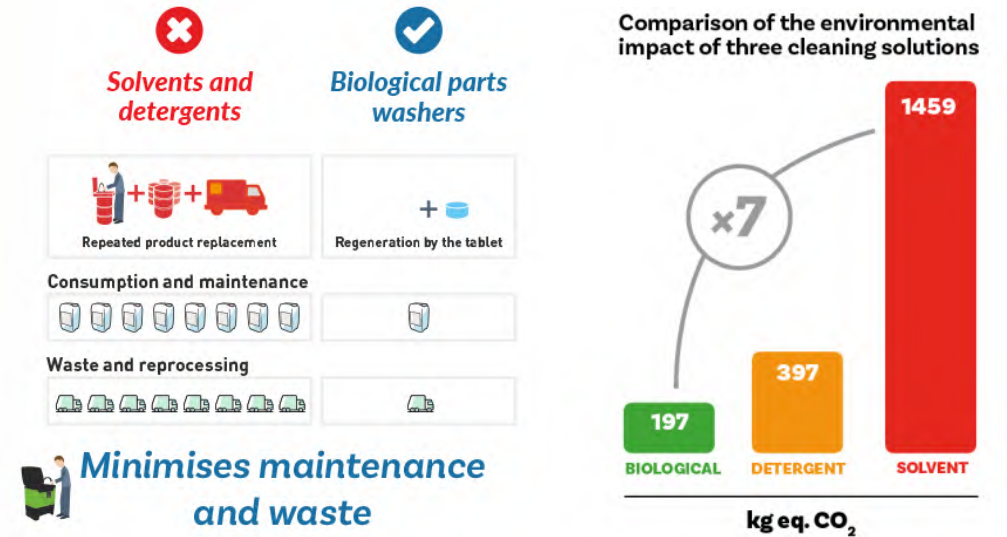 Solvents and
detergents
Biological parts
washers
Repeated product replacement
Regeneration by the tablet
Consumption and maintenance
Waste and reprocessing
Minimises maintenance
and waste
Comparison of the environmental
impact of three cleaning solutions
×7
1459
397
197
BIOLOGICAL
DETERGENT
SOLVENT
kg eq. CO₂